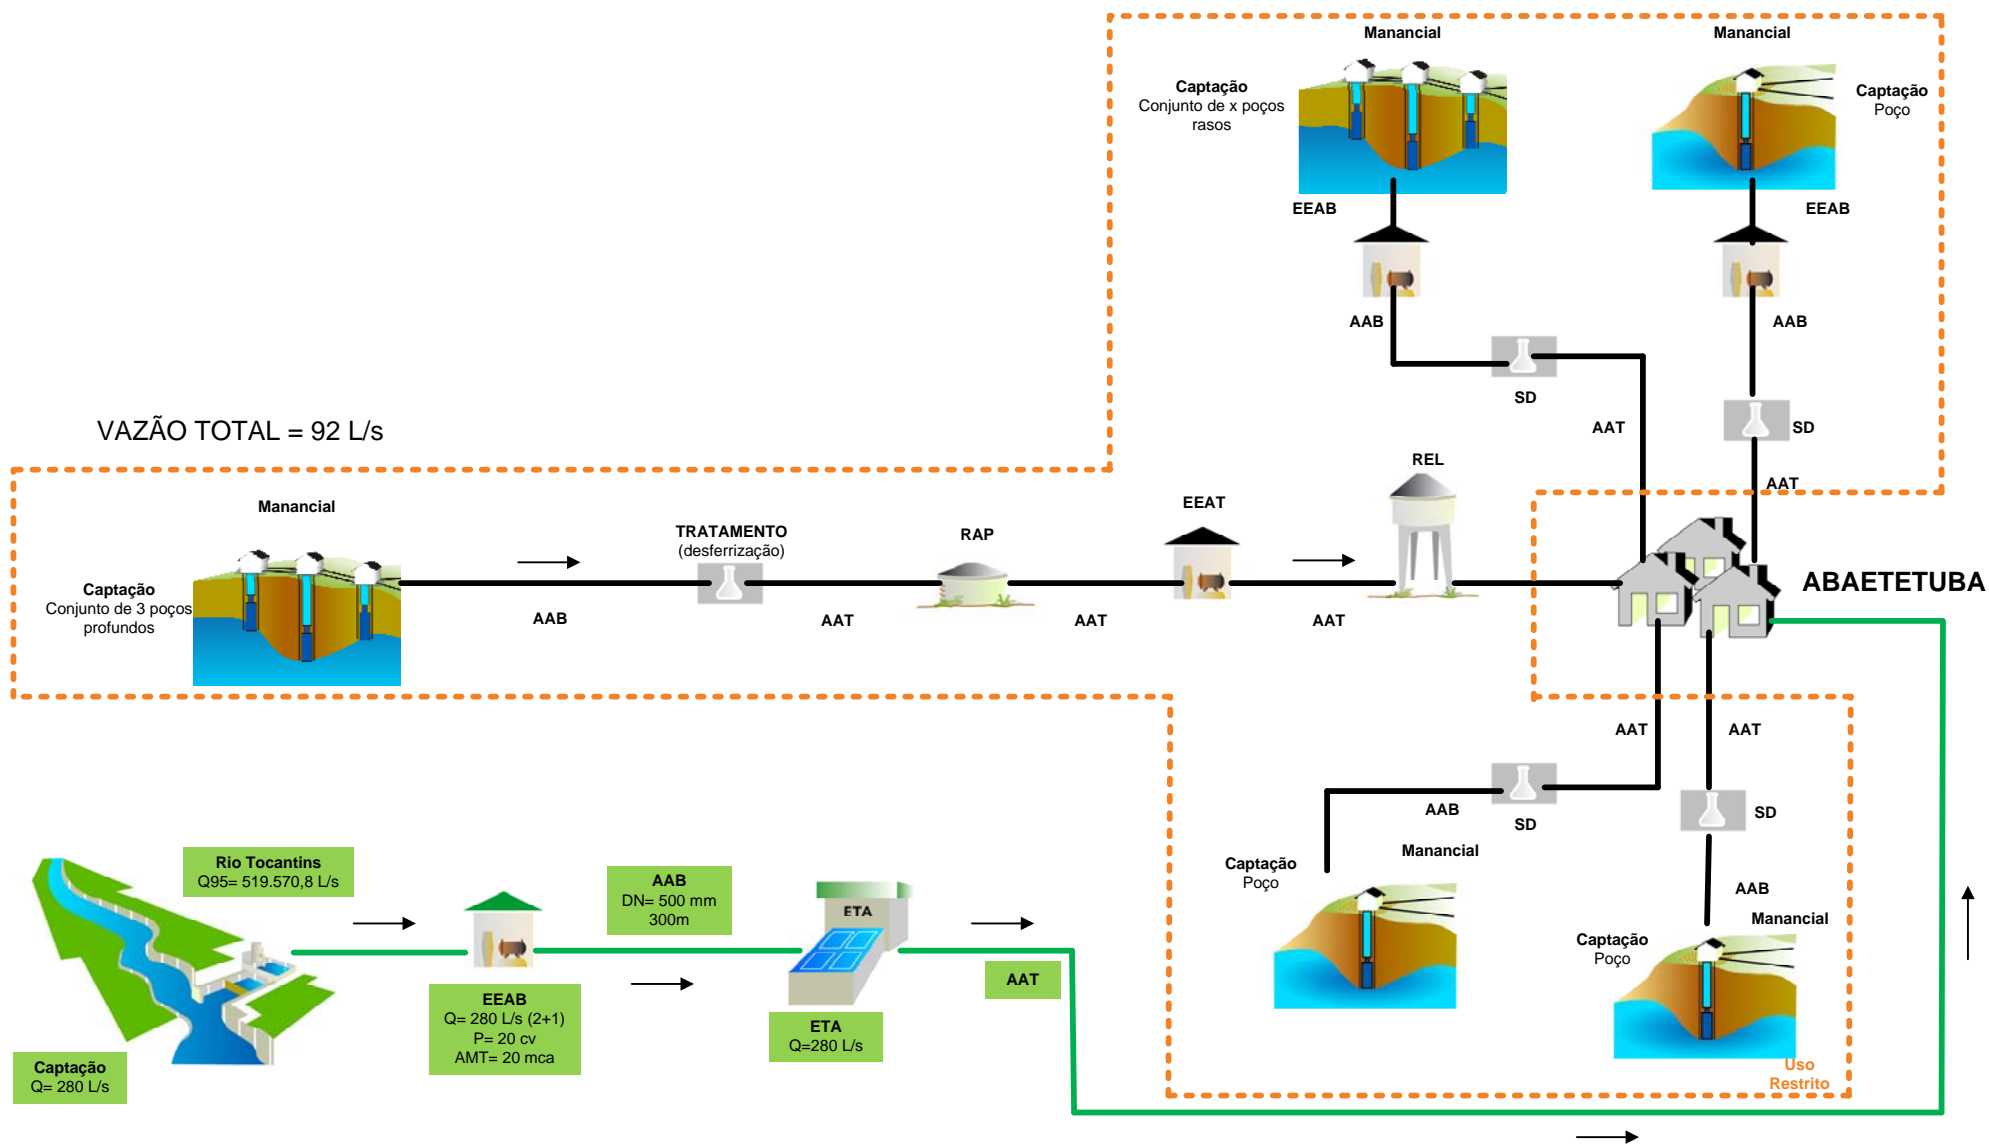 Manancial
Manancial
Captação
Conjunto de x poços
rasos
Captação
Poço
EEAB
EEAB
AAB
AAB
SD
SD
AAT
AAT
VAZÃO TOTAL = 92 L/s
REL
Manancial
EEAT
TRATAMENTO
(desferrização)
RAP
Captação
Conjunto de 3 poços
profundos
ABAETETUBA
AAB
AAT
AAT
AAT
AAT
AAT
AAB
SD
SD
Captação
Poço
Manancial
AAB
Manancial
Captação
Poço
Uso
Restrito
Rio Tocantins
Q95= 519.570,8 L/s
AAB
DN= 500 mm
300m
ETA
AAT
EEAB
Q= 280 L/s (2+1)
P= 20 cv
AMT= 20 mca
ETA
Q=280 L/s
Captação
Q= 280 L/s